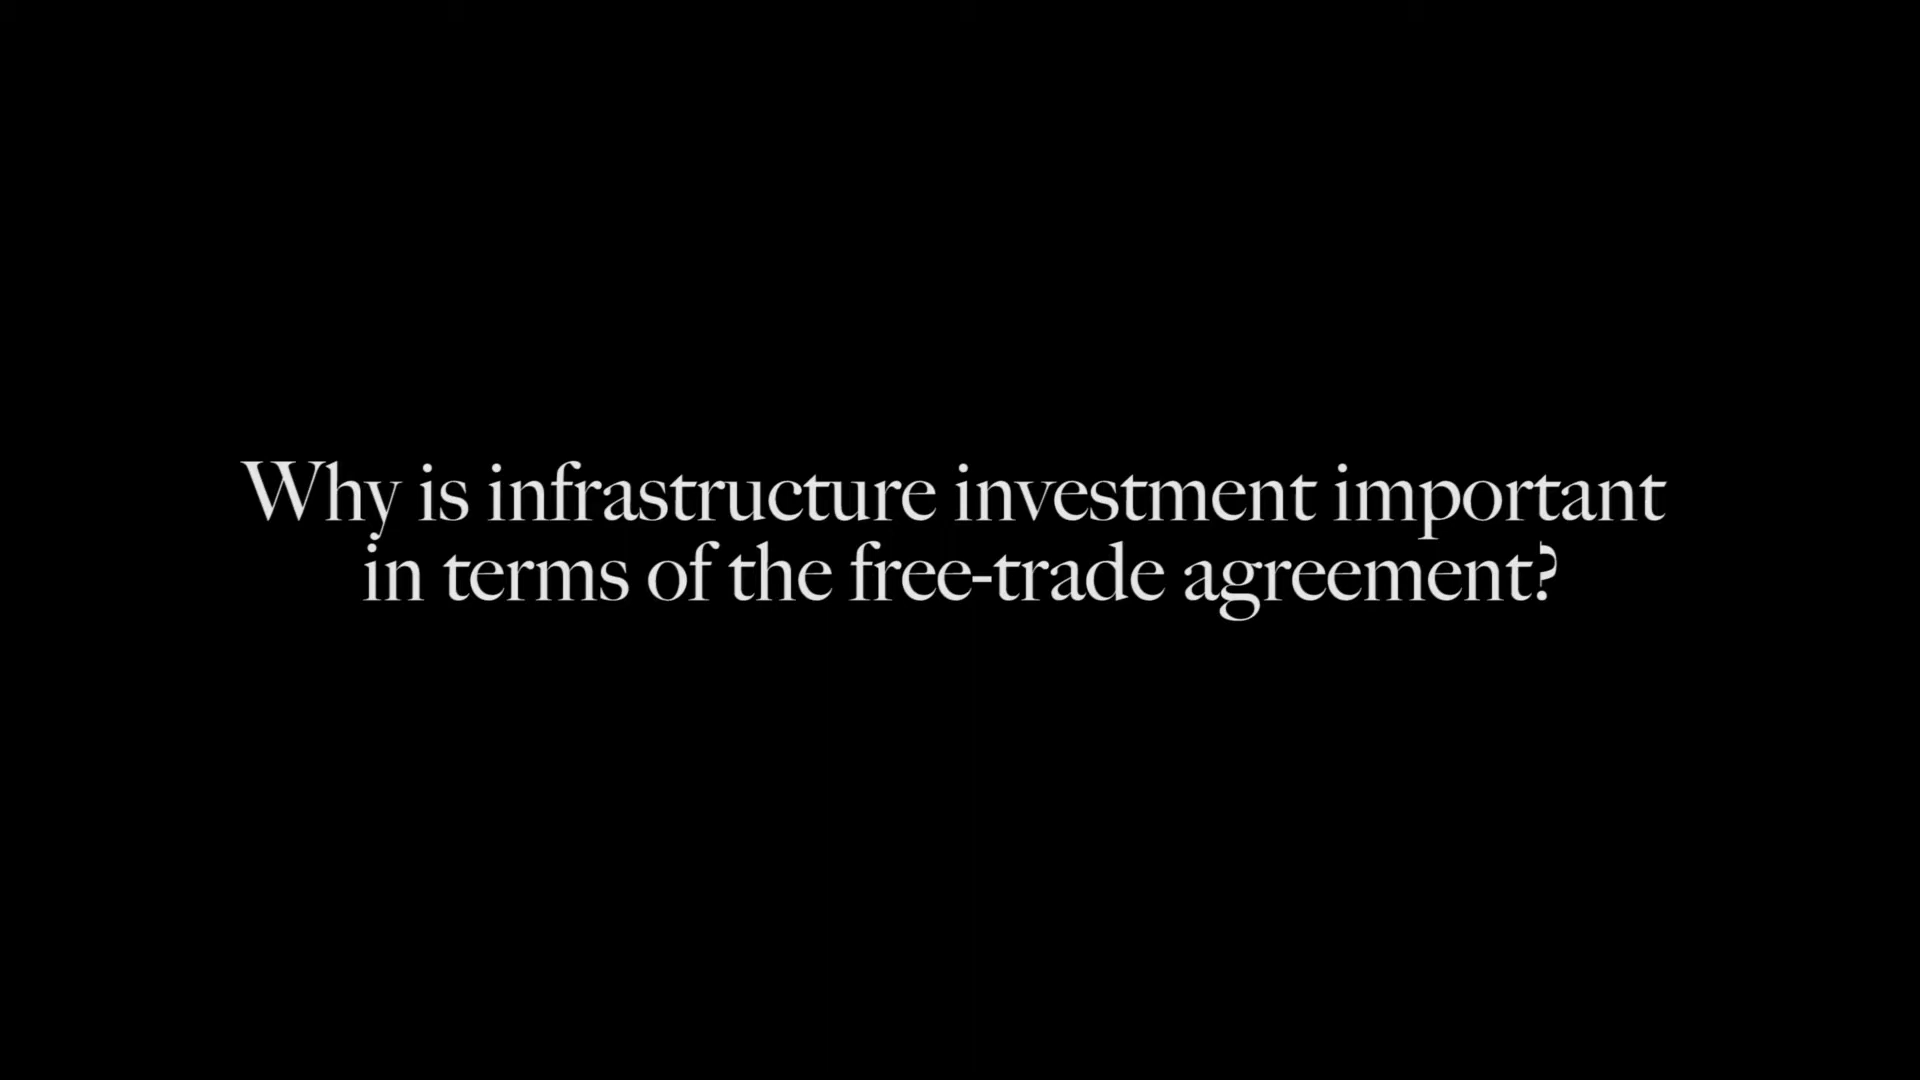 Why is infrastructure investment important
in terms of the free-trade agreement?